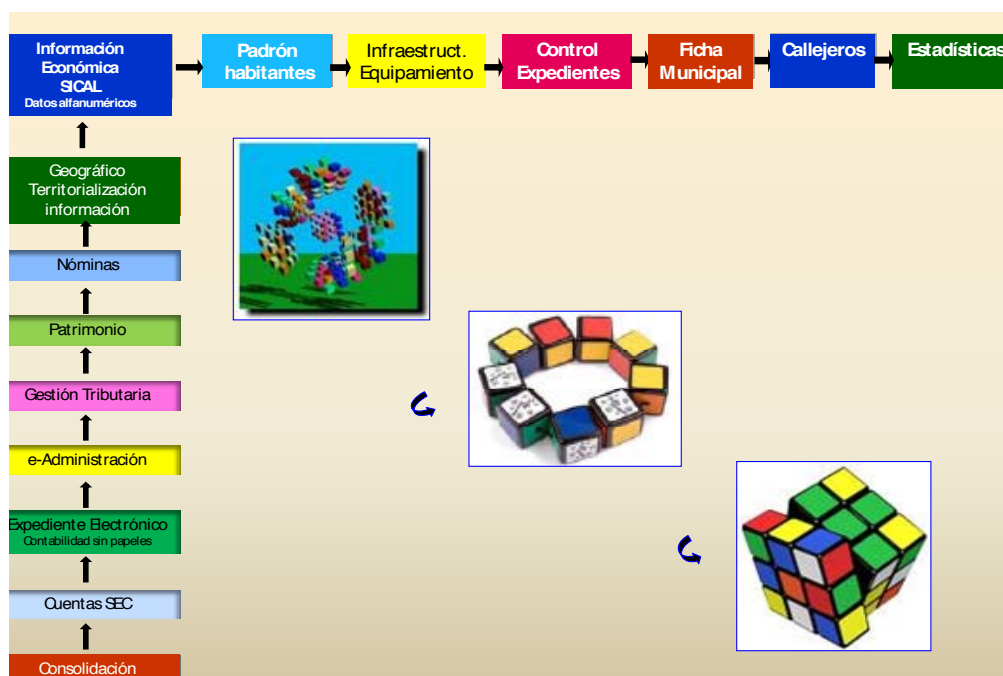 Información
Económica
SICAL
Datos alfanuméricos
Padrón
habitantes
Infraestruct.
Equipamiento
Control
Expedientes
Ficha
Municipal
Callejeros
Estadísticas
Geográfico
Territorialización
información
Nóminas
Patrimonio
Gestión Tributaria
e-Administración
Expediente Electrónico
Contabilidad sin papeles
Cuentas SEC
Consolidación